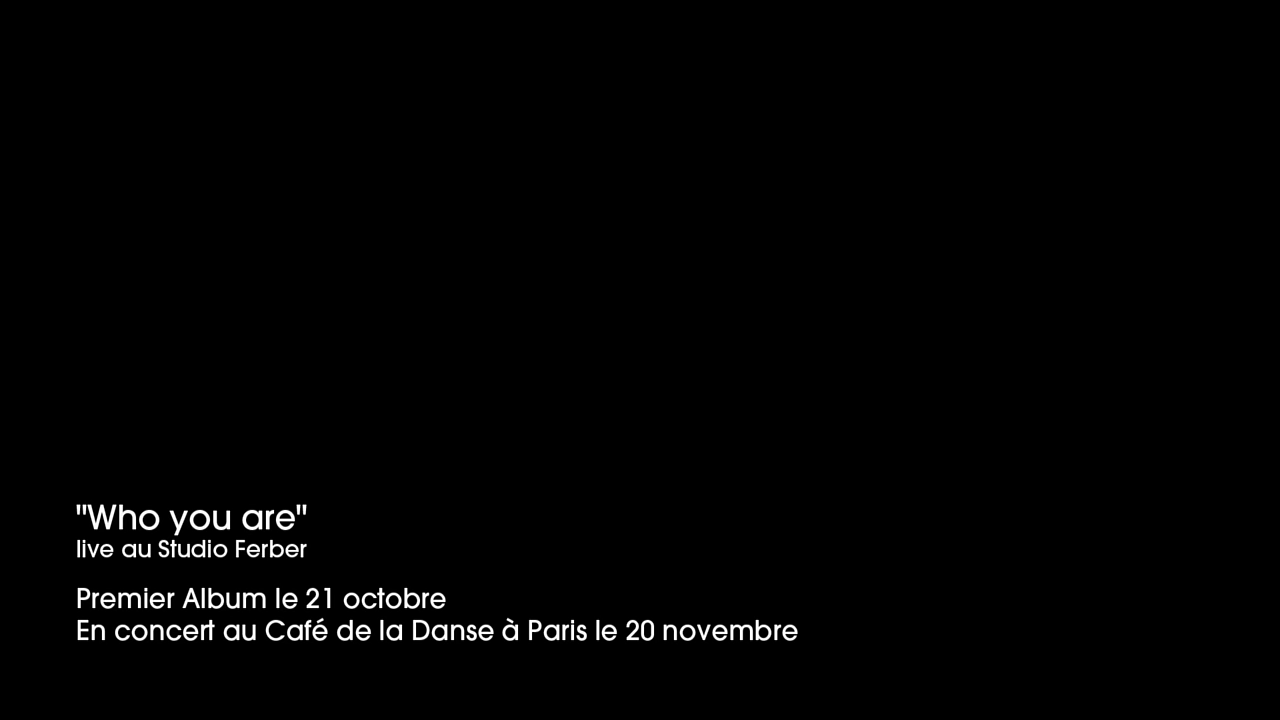 "Who you are"
live au Studio Ferber
Premier Album le 21 octobre
En concert au Café de la Danse à Paris le 20 novembre